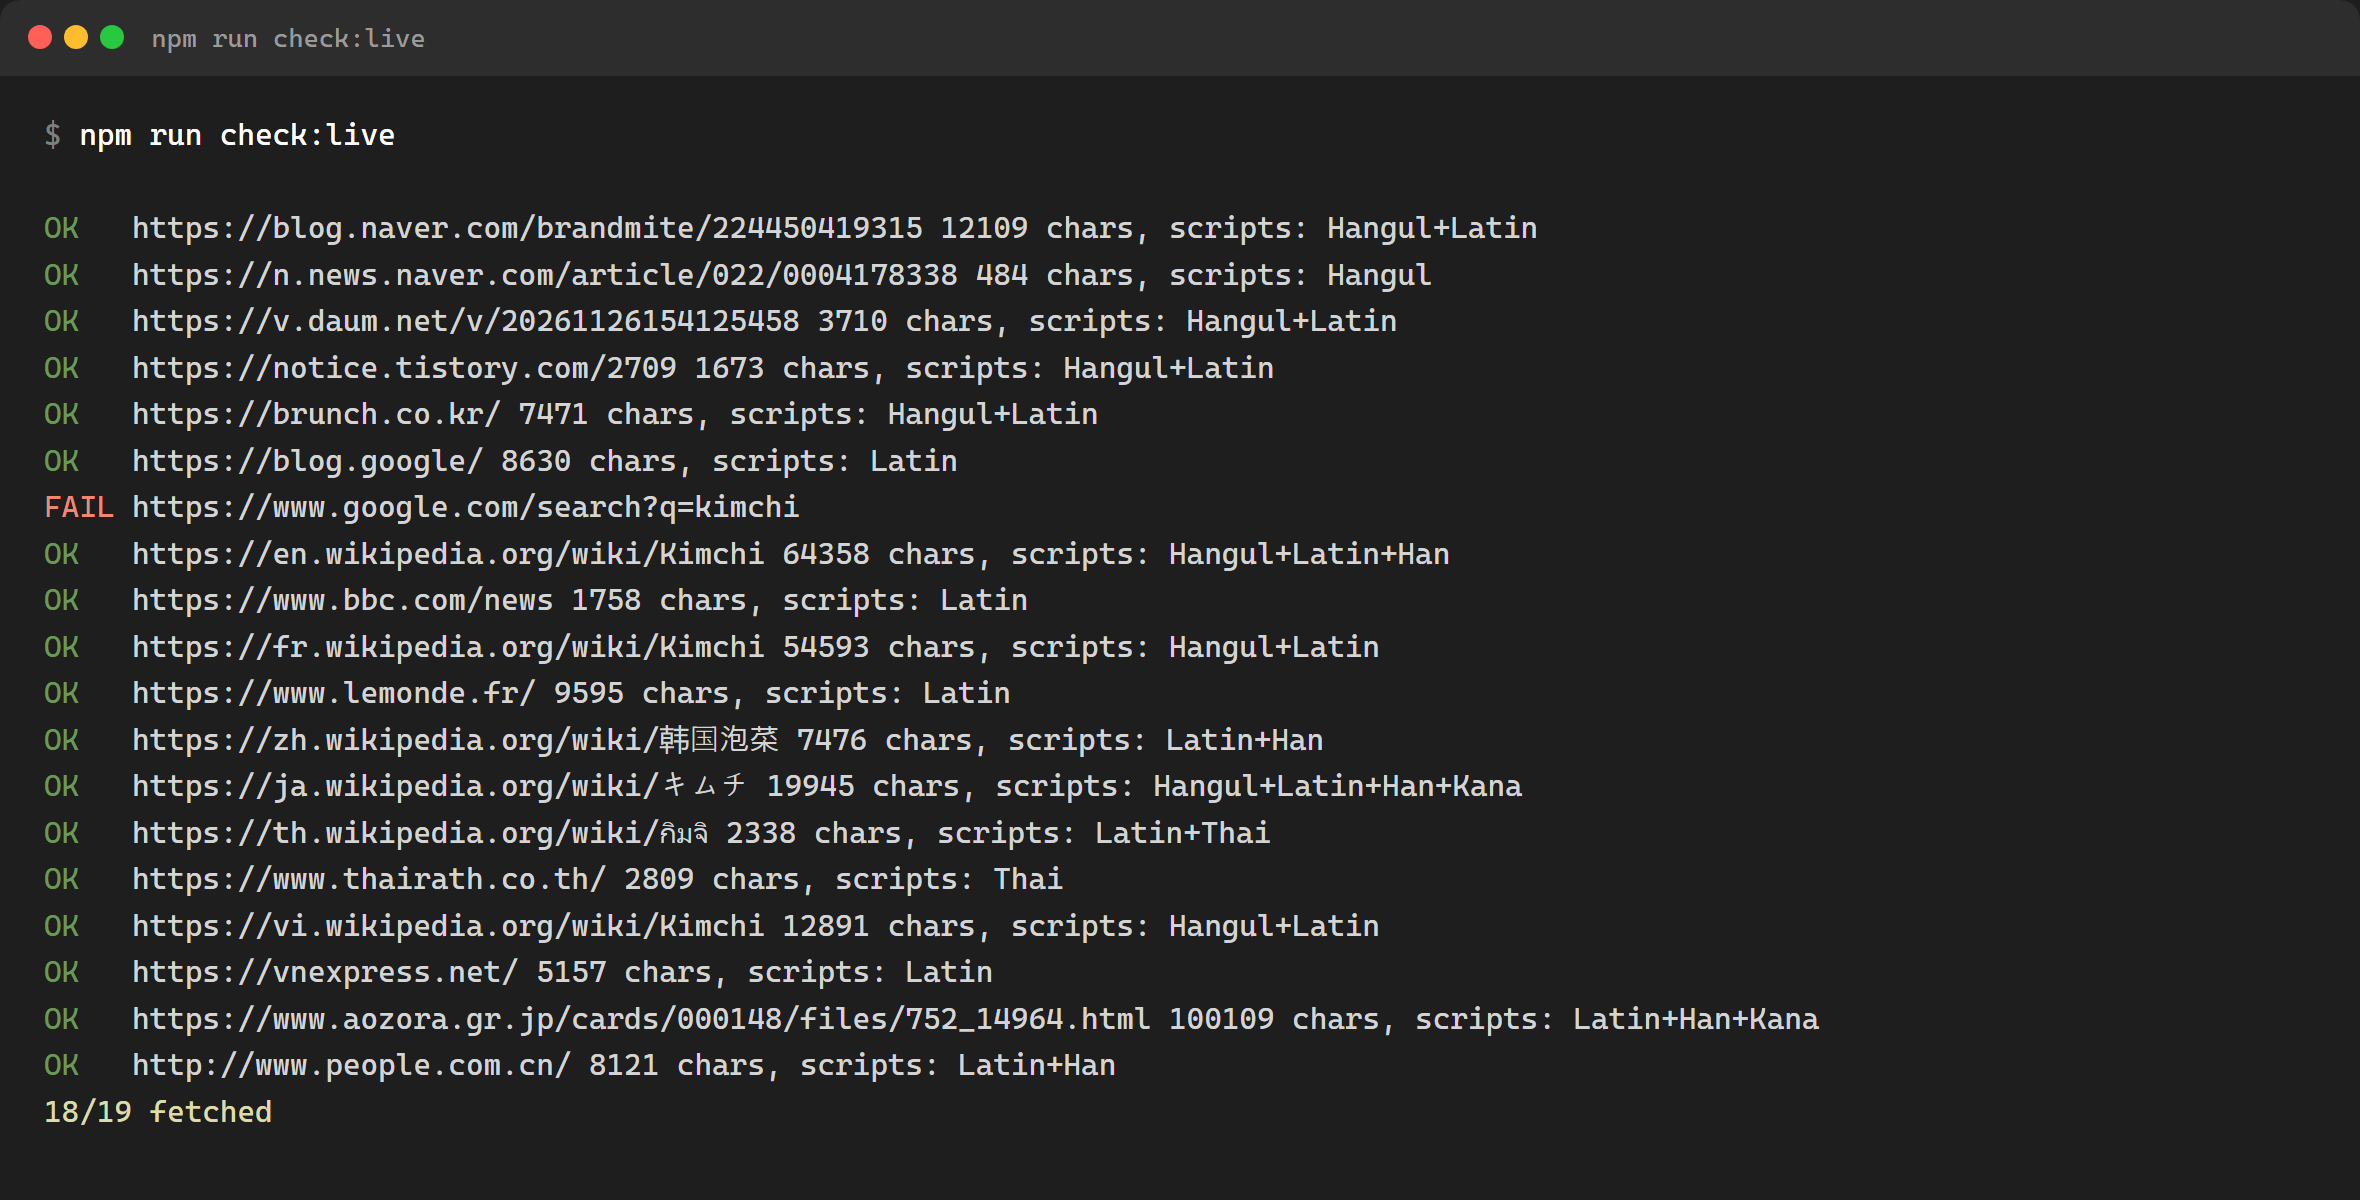 npm run check:live
$ npm run check:live
OK https://blog.naver.com/brandmite/224450419315 12109 chars, scripts: Hangul+Latin
OK https://n.news.naver.com/article/022/0004178338 484 chars, scripts: Hangul
OK https://v.daum.net/v/20261126154125458 3710 chars, scripts: Hangul+Latin
OK https://notice.tistory.com/2709 1673 chars, scripts: Hangul+Latin
OK https://brunch.co.kr/ 7471 chars, scripts: Hangul+Latin
OK https://blog.google/ 8630 chars, scripts: Latin
FAIL https://www.google.com/search?q=kimchi
OK https://en.wikipedia.org/wiki/Kimchi 64358 chars, scripts: Hangul+Latin+Han
OK https://www.bbc.com/news 1758 chars, scripts: Latin
OK https://fr.wikipedia.org/wiki/Kimchi 54593 chars, scripts: Hangul+Latin
OK https://www.lemonde.fr/ 9595 chars, scripts: Latin
OK https://zh.wikipedia.org/wiki/韩国泡菜 7476 chars, scripts: Latin+Han
OK https://ja.wikipedia.org/wiki/キムチ 19945 chars, scripts: Hangul+Latin+Han+Kana
OK https://th.wikipedia.org/wiki/กิมจิ 2338 chars, scripts: Latin+Thai
OK https://www.thairath.co.th/ 2809 chars, scripts: Thai
OK https://vi.wikipedia.org/wiki/Kimchi 12891 chars, scripts: Hangul+Latin
OK https://vnexpress.net/ 5157 chars, scripts: Latin
OK https://www.aozora.gr.jp/cards/000148/files/752_14964.html 100109 chars, scripts: Latin+Han+Kana
OK http://www.people.com.cn/ 8121 chars, scripts: Latin+Han
18/19 fetched